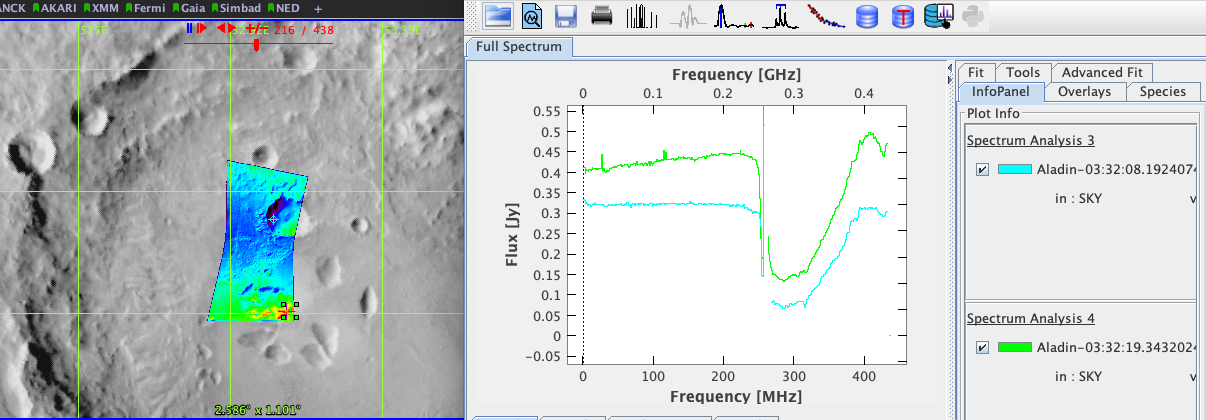 ANCK AKARI XMM Fermi Gaia Simbad NED +
525E
216 / 438
Full Spectrum
Frequency [GHz]
0 0.1 0.2 0.3 0.4
0.55
0.5
0.45
0.4
0.35
0.3
0.25
0.2
0.15
0.1
0.05
0
-0.05
Flux [Jy]
0 100 200 300 400
Frequency [MHz]
2.586° x 1.101°
Fit Tools Advanced Fit
InfoPanel Overlays Species
Plot Info
Spectrum Analysis 3
Aladin-03:32:08.1924074
in : SKY v
Spectrum Analysis 4
Aladin-03:32:19.3432024
in : SKY v